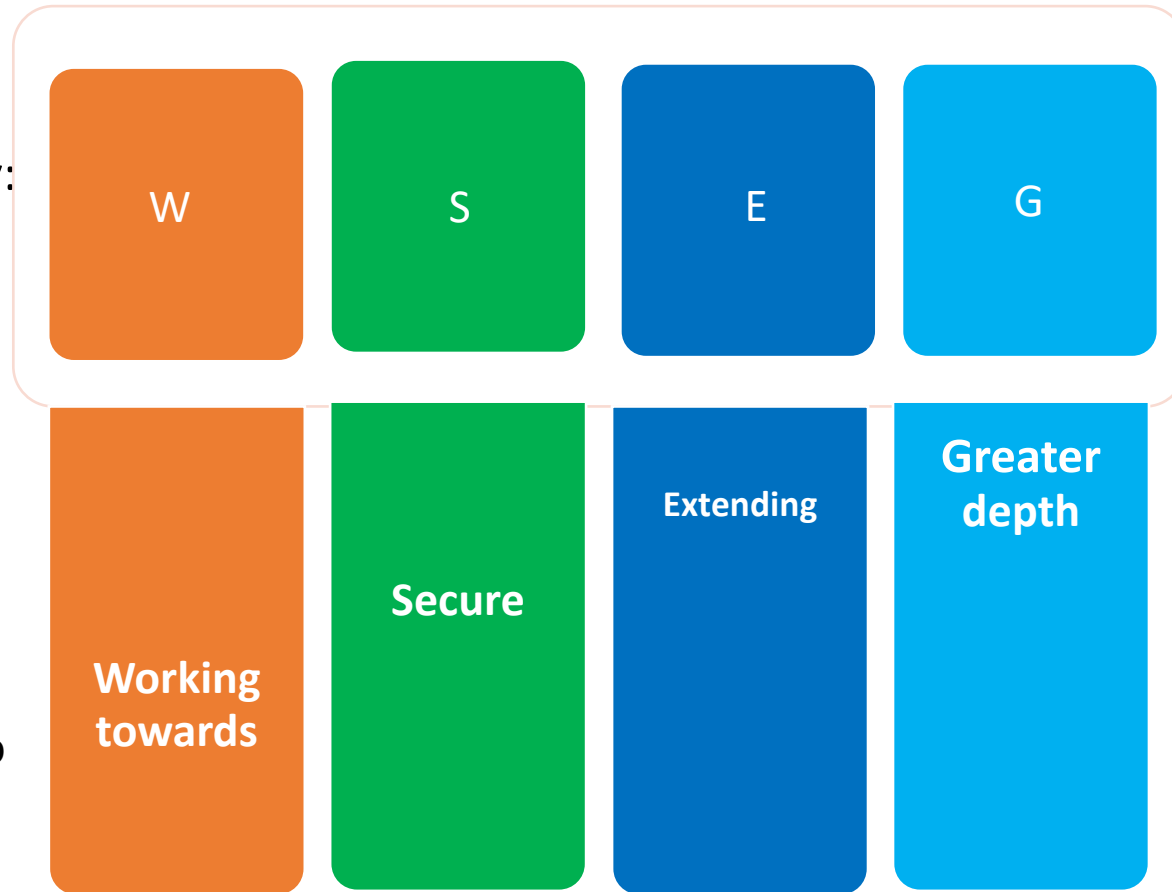 W
S
E
G
Greater
depth
Extending
Secure
Working
towards